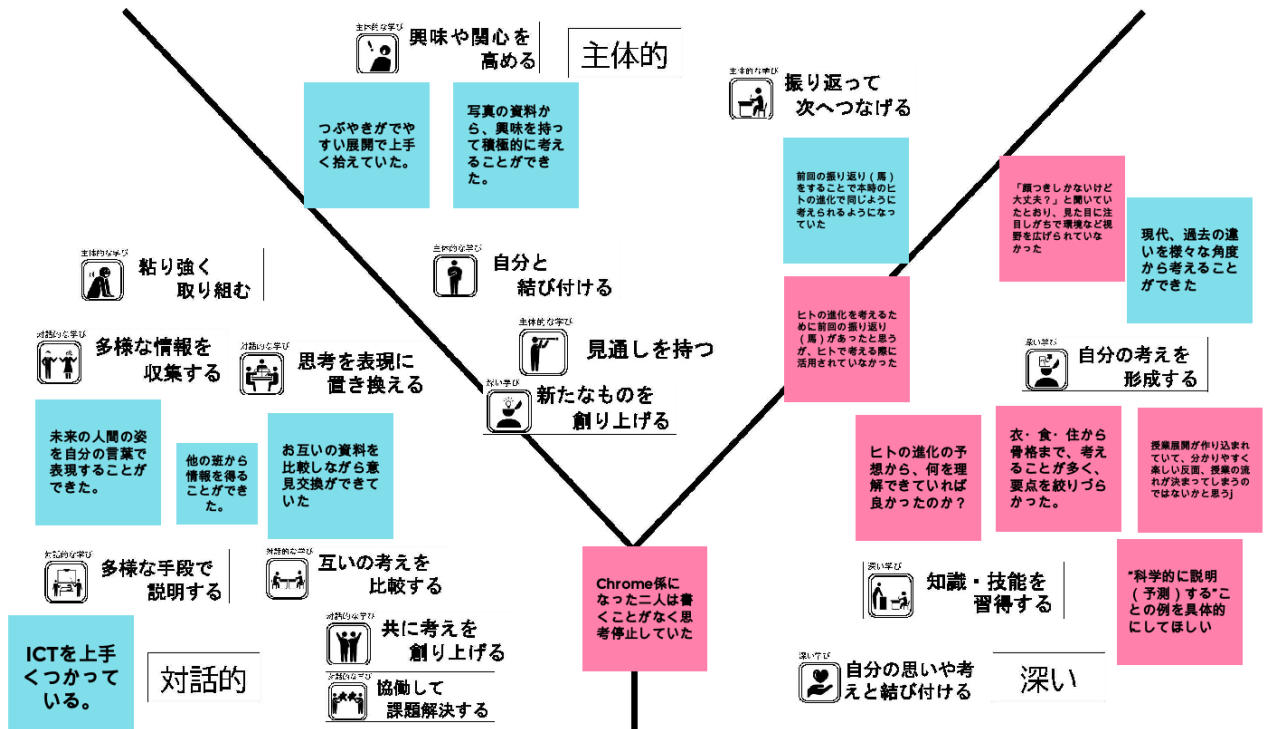 主体的な学び
興味や関心を
高める
主体的
つぶやきがでや
すい展開で上手
く拾えていた。
写真の資料か
ら、興味を持っ
て積極的に考え
ることができ
た。
主体的な学び
振り返って
次へつなげる
前回の振り返り(馬)
をすることで本時のヒ
トの進化で同じように
考えられるようになっ
ていた
「顔つきしかないけど
大丈夫?」と聞いてい
たとおり、見た目に注
目しがちで環境など視
野を広げられていな
かった
現代、過去の違
いを様々な角度
から考えること
ができた
主体的な学び
粘り強く
取り組む
主体的な学び
自分と
結び付ける
主体的な学び
見通しを持つ
ヒトの進化を考えるた
めに前回の振り返り
(馬)があったと思う
が、ヒトで考える際に
活用されていなかった
対話的な学び
多様な情報を
収集する
対話的な学び
思考を表現に
置き換える
深い学び
新たなものを
創り上げる
深い学び
自分の考えを
形成する
未来の人間の姿
を自分の言葉で
表現することが
できた。
他の班から
情報を得る
ことができ
た。
お互いの資料を
比較しながら意
見交換ができて
いた
ヒトの進化の予
想から、何を理
解できていれば
良かったのか?
衣・食・住から
骨格まで、考え
ることが多く、
要点を絞りづら
かった。
授業展開が作り込まれ
ていて、分かりやすく
楽しい反面、授業の流
れが決まってしまうの
ではないかと思うj
対話的な学び
多様な手段で
説明する
対話的な学び
互いの考えを
比較する
Chrome係に
なった二人は書
くことがなく思
考停止していた
深い学び
知識・技能を
習得する
"科学的に説明
(予測)する"こ
との例を具体的
にしてほしい
ICTを上手
くつかって
いる。
対話的
対話的な学び
共に考えを
創り上げる
対話的な学び
協働して
課題解決する
深い学び
自分の思いや考
えと結び付ける
深い